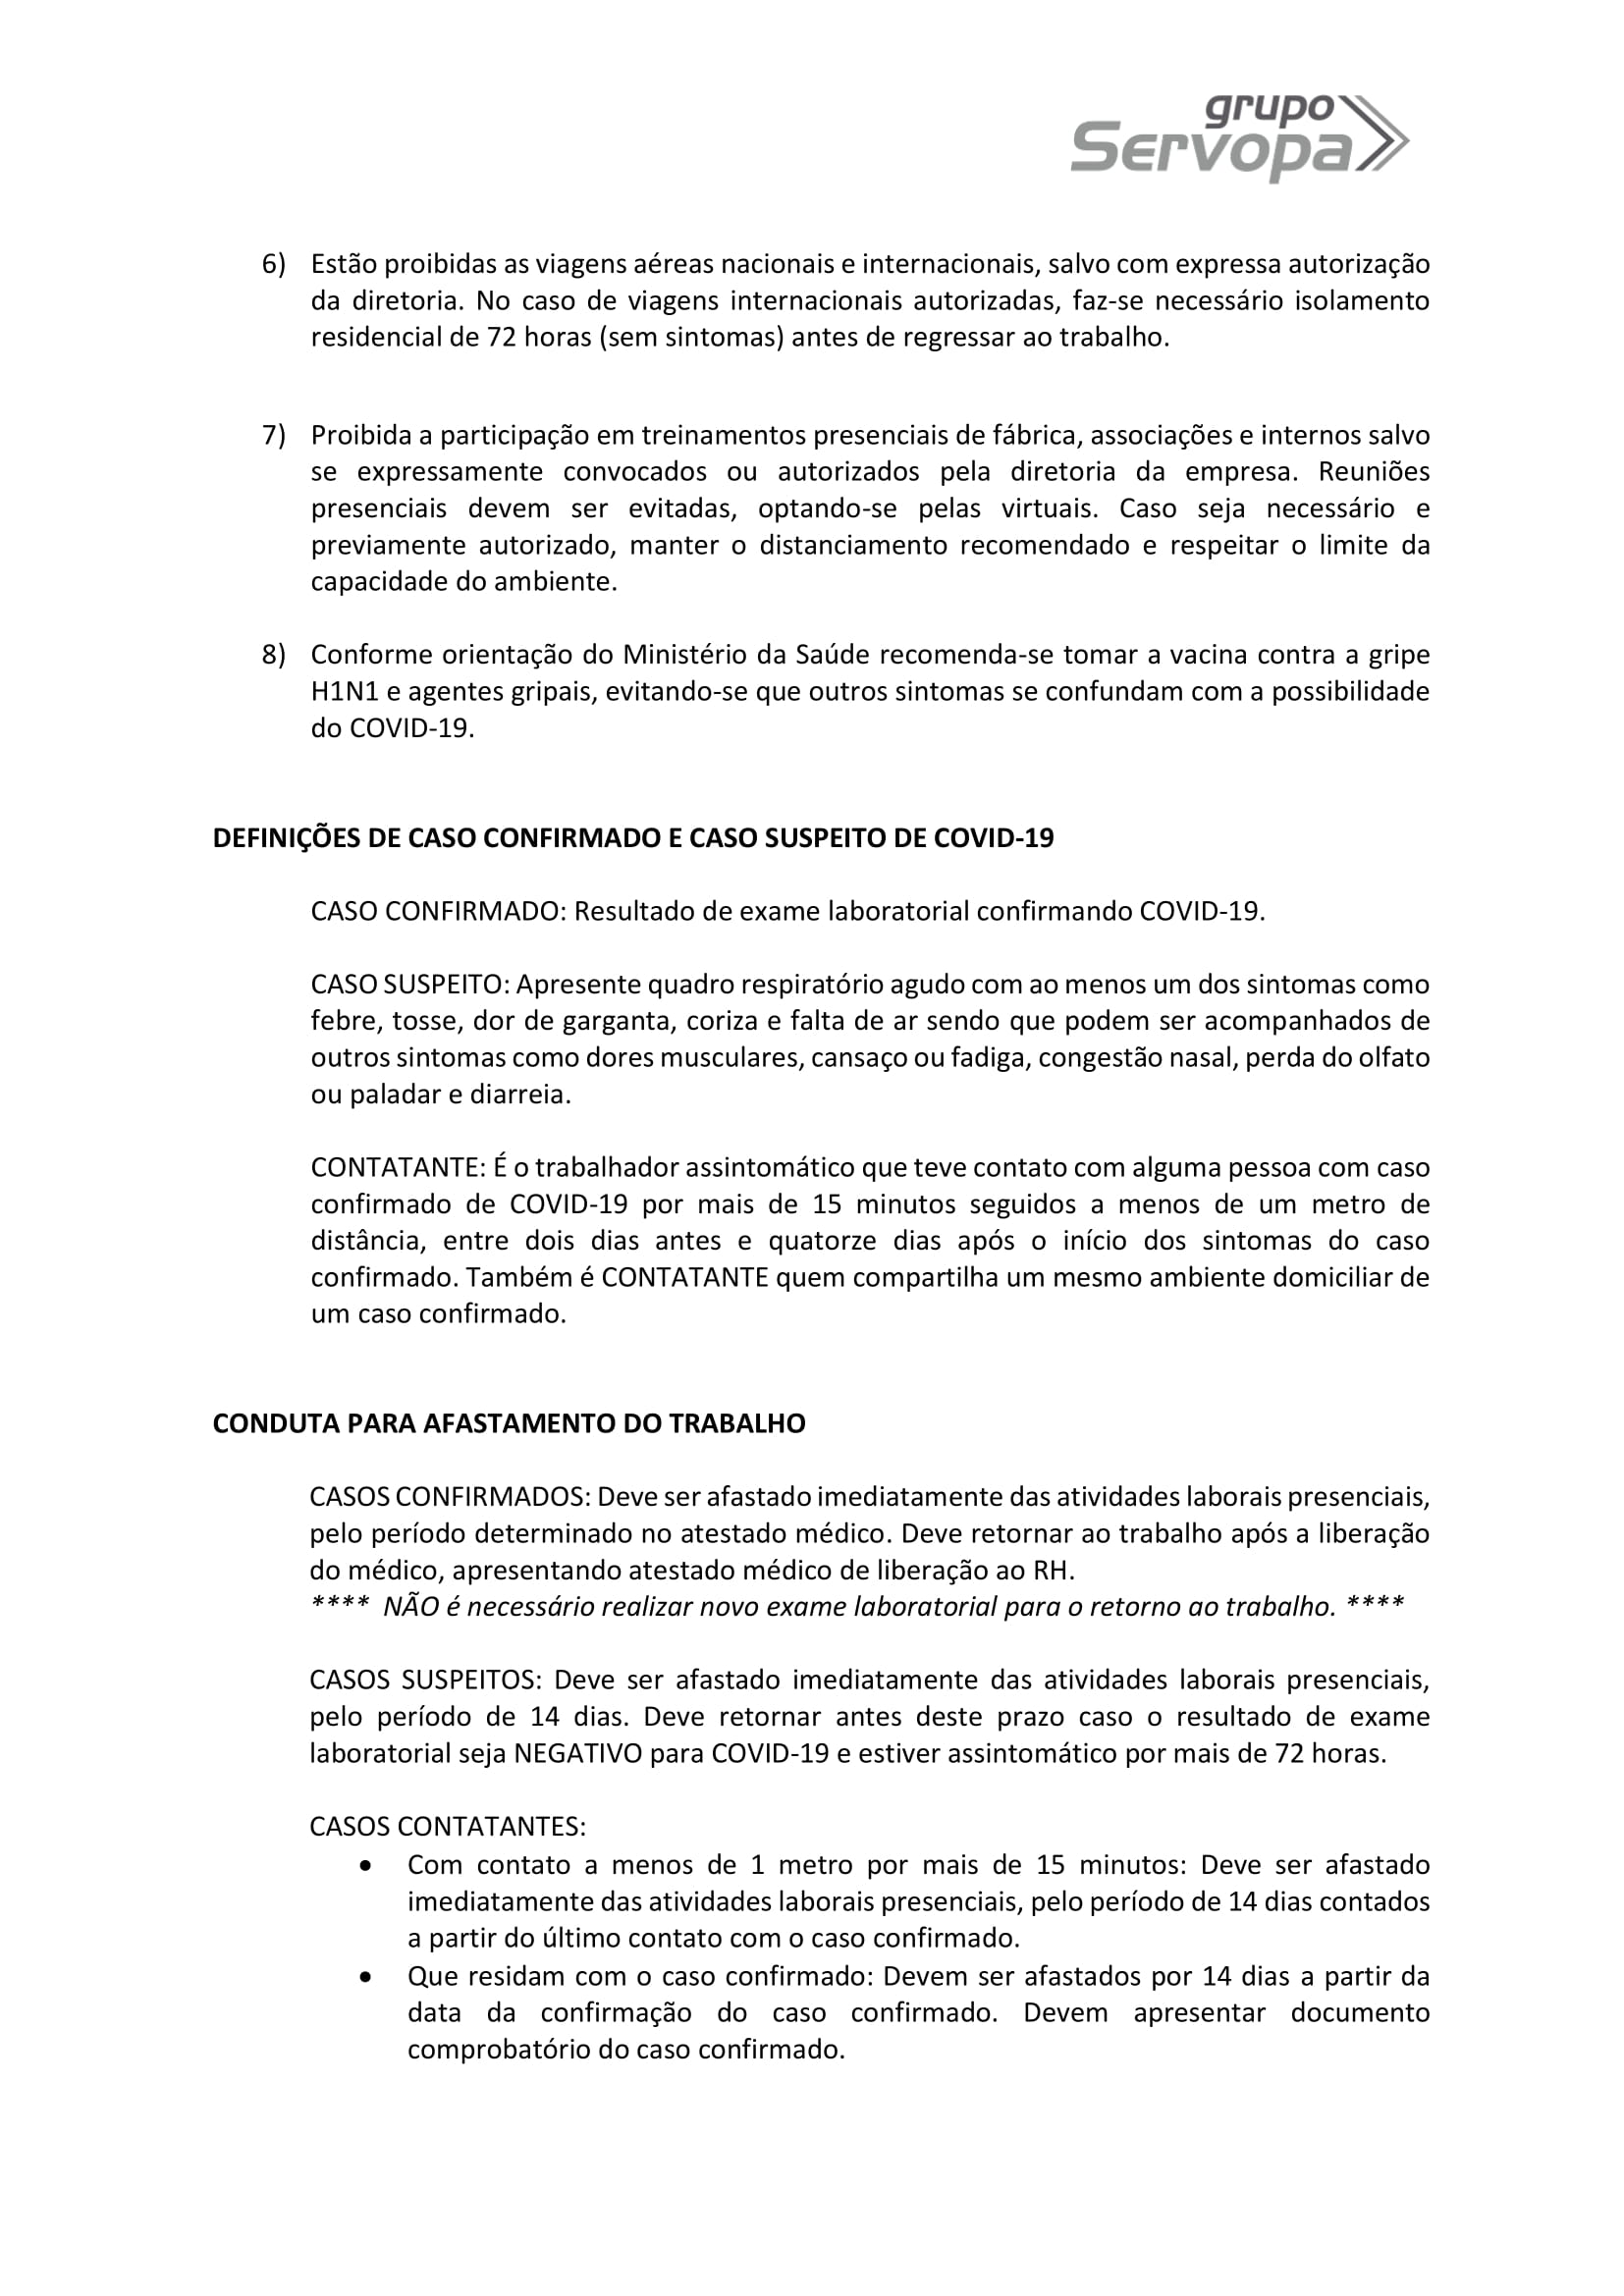 grupo
Servopa
6) Estão proibidas as viagens aéreas nacionais e internacionais, salvo com expressa autorização
da diretoria. No caso de viagens internacionais autorizadas, faz-se necessário isolamento
residencial de 72 horas (sem sintomas) antes de regressar ao trabalho.
7) Proibida a participação em treinamentos presenciais de fábrica, associações e internos salvo
se expressamente convocados ou autorizados pela diretoria da empresa. Reuniões
presenciais devem ser evitadas, optando-se pelas virtuais. Caso seja necessário e
previamente autorizado, manter o distanciamento recomendado e respeitar o limite da
capacidade do ambiente.
8) Conforme orientação do Ministério da Saúde recomenda-se tomar a vacina contra a gripe
H1N1 e agentes gripais, evitando-se que outros sintomas se confundam com a possibilidade
do COVID-19.
DEFINIÇÕES DE CASO CONFIRMADO E CASO SUSPEITO DE COVID-19
CASO CONFIRMADO: Resultado de exame laboratorial confirmando COVID-19.
CASO SUSPEITO: Apresente quadro respiratório agudo com ao menos um dos sintomas como
febre, tosse, dor de garganta, coriza e falta de ar sendo que podem ser acompanhados de
outros sintomas como dores musculares, cansaço ou fadiga, congestão nasal, perda do olfato
ou paladar e diarreia.
CONTATANTE: É o trabalhador assintomático que teve contato com alguma pessoa com caso
confirmado de COVID-19 por mais de 15 minutos seguidos a menos de um metro de
distância, entre dois dias antes e quatorze dias após o início dos sintomas do caso
confirmado. Também é CONTATANTE quem compartilha um mesmo ambiente domiciliar de
um caso confirmado.
CONDUTA PARA AFASTAMENTO DO TRABALHO
CASOS CONFIRMADOS: Deve ser afastado imediatamente das atividades laborais presenciais,
pelo período determinado no atestado médico. Deve retornar ao trabalho após a liberação
do médico, apresentando atestado médico de liberação ao RH.
**** NÃO é necessário realizar novo exame laboratorial para o retorno ao trabalho. ****
CASOS SUSPEITOS: Deve ser afastado imediatamente das atividades laborais presenciais,
pelo período de 14 dias. Deve retornar antes deste prazo caso o resultado de exame
laboratorial seja NEGATIVO para COVID-19 e estiver assintomático por mais de 72 horas.
CASOS CONTATANTES:
• Com contato a menos de 1 metro por mais de 15 minutos: Deve ser afastado
imediatamente das atividades laborais presenciais, pelo período de 14 dias contados
a partir do último contato com o caso confirmado.
• Que residam com o caso confirmado: Devem ser afastados por 14 dias a partir da
data da confirmação do caso confirmado. Devem apresentar documento
comprobatório do caso confirmado.